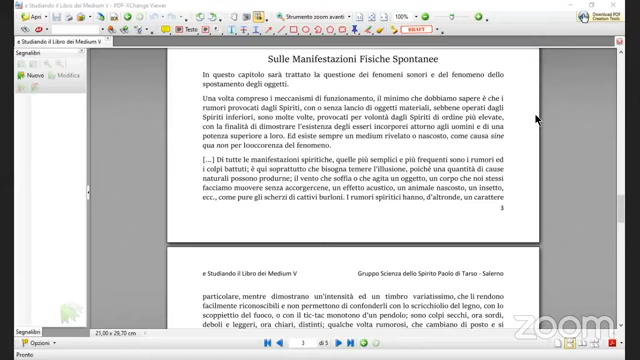 e Studiando il Libro dei Medium V - PDF-XChange Viewer
Apri
Strumento zoom avanti
100%
Download PDF
Creation Tools
Testo
BRAFT
e Studiando il Libro dei Medium V
Segnalibri
Nuovo
Modifica
Sulle Manifestazioni Fisiche Spontanee
In questo capitolo sarà trattato la questione dei fenomeni sonori e del fenomeno dello
spostamento degli oggetti.
Una volta compreso i meccanismi di funzionamento, il minimo che dobbiamo sapere è che i
rumori provocati dagli Spiriti, con o senza lancio di oggetti materiali, sebbene operati dagli
Spiriti inferiori, sono molte volte, provocati per volontà dagli Spiriti di ordine più elevate,
con la finalità di dimostrare l'esistenza degli esseri incorporei attorno agli uomini e di una
potenza superiore a loro. Ed esiste sempre un medium rivelato o nascosto, come causa sine
qua non per looccorenza del fenomeno.
[...] Di tutte le manifestazioni spiritiche, quelle più semplici e più frequenti sono i rumori ed
i colpi battuti; è qui soprattutto che bisogna temere l'illusione, poiché una quantità di cause
naturali possono produrne; il vento che soffia o che agita un oggetto, un corpo che noi stessi
facciamo muovere senza accorgercene, un effetto acustico, un animale nascosto, un insetto,
ecc., come pure gli scherzi di cattivi burloni. I rumori spiritici hanno, d'altronde, un carattere
3
e Studiando il Libro dei Medium V
Gruppo Scienza dello Spirito Paolo di Tarso - Salerno
particolare, mentre dimostrano un'intensità ed un timbro variatissimo, che li rendono
facilmente riconoscibili e non permettono di confonderli con lo scricchiolio del legno, con lo
scoppiettio del fuoco, o con il tic-tac monotono d'un pendolo; sono colpi secchi, ora sordi,
deboli e leggeri, ora chiari, distinti; qualche volta rumorosi, che cambiano di posto e si
Segnalibri
21,00 x 29,70 cm
Opzioni
3
di 5
Pronto
zoom